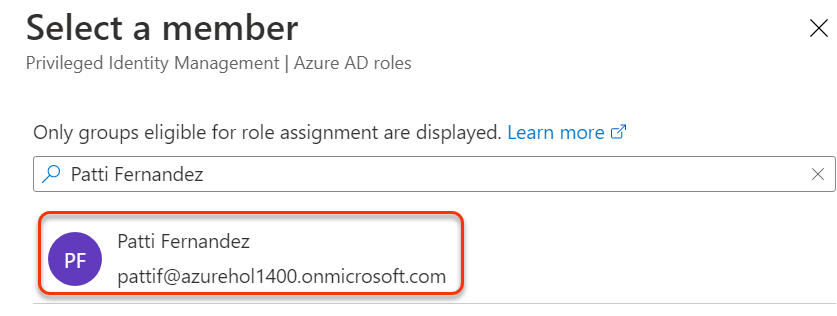 Select a member
Privileged Identity Management | Azure AD roles
Only groups eligible for role assignment are displayed. Learn more
Patti Fernandez
Patti Fernandez
PF
pattif@azurehol1400.onmicrosoft.com